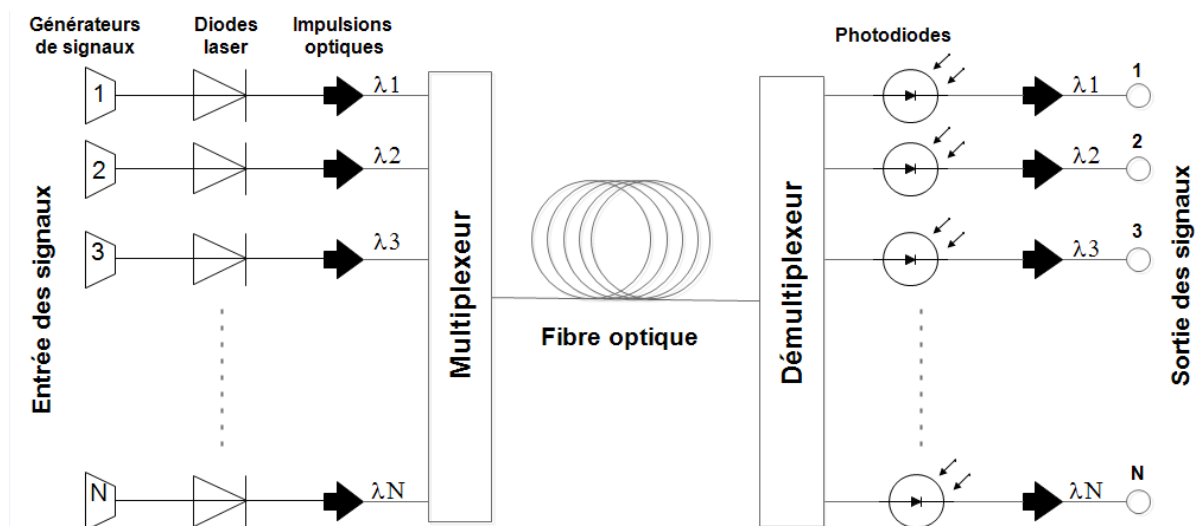 Générateurs
de signaux
Diodes
laser
Impulsions
optiques
Photodiodes
1
λ1
λ1
1
2
λ2
λ2
2
3
λ3
λ3
3
N
λN
λN
N
Entrée des signaux
Multiplexeur
Fibre optique
Démultiplexeur
Sortie des signaux